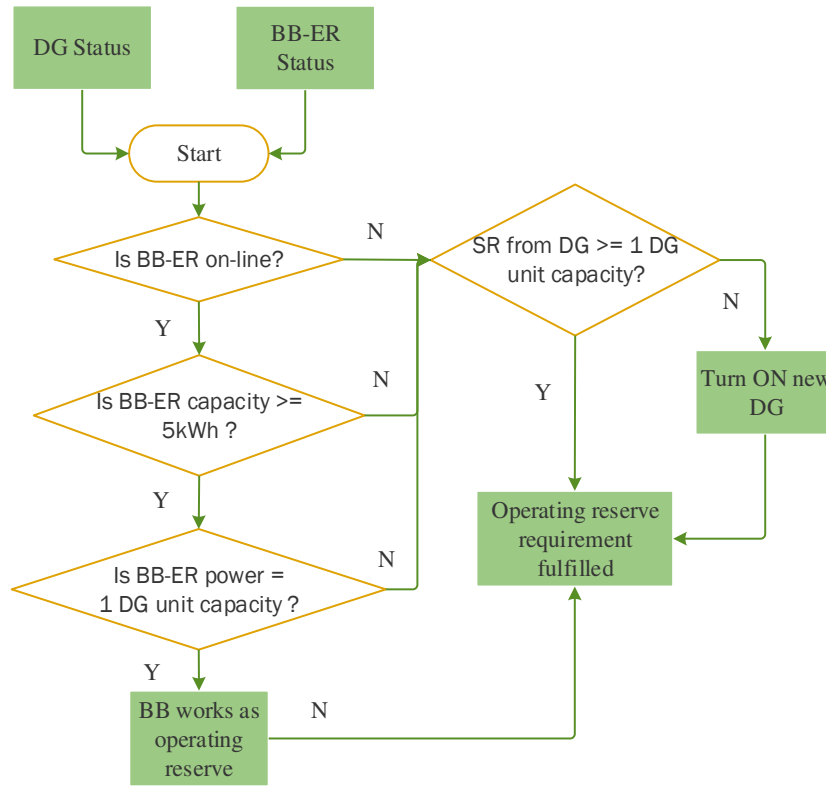 DG Status
BB-ER
Status
Start
N
Is BB-ER on-line?
SR from DG >= 1 DG
unit capacity?
N
Y
N
Turn ON new
DG
Is BB-ER capacity >=
5kWh ?
Y
Y
Operating reserve
requirement
fulfilled
N
Is BB-ER power =
1 DG unit capacity ?
Y
BB works as
operating
reserve
N